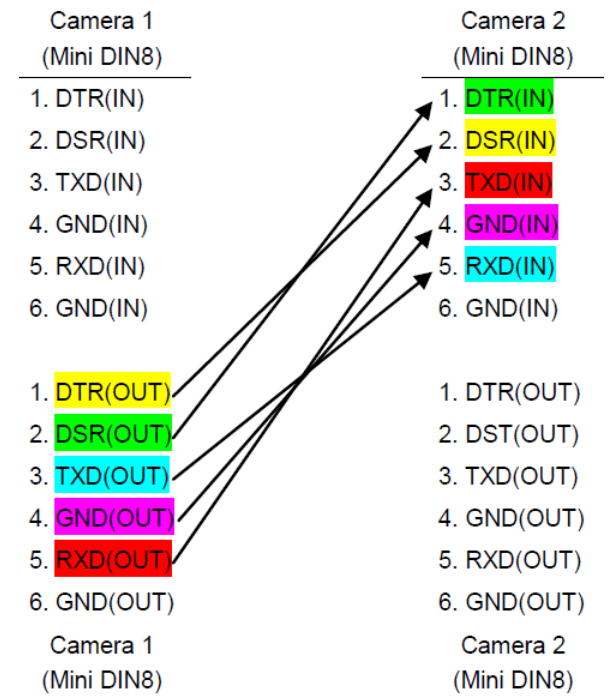 Camera 1
(Mini DIN8)
1. DTR(IN)
2. DSR(IN)
3. TXD(IN)
4. GND(IN)
5. RXD(IN)
6. GND(IN)
1. DTR(OUT)
2. DSR(OUT)
3. TXD(OUT)
4. GND(OUT)
5. RXD(OUT)
6. GND(OUT)
Camera 1
(Mini DIN8)
Camera 2
(Mini DIN8)
1. DTR(IN)
2. DSR(IN)
3. TXD(IN)
4. GND(IN)
5. RXD(IN)
6. GND(IN)
1. DTR(OUT)
2. DST(OUT)
3. TXD(OUT)
4. GND(OUT)
5. RXD(OUT)
6. GND(OUT)
Camera 2
(Mini DIN8)